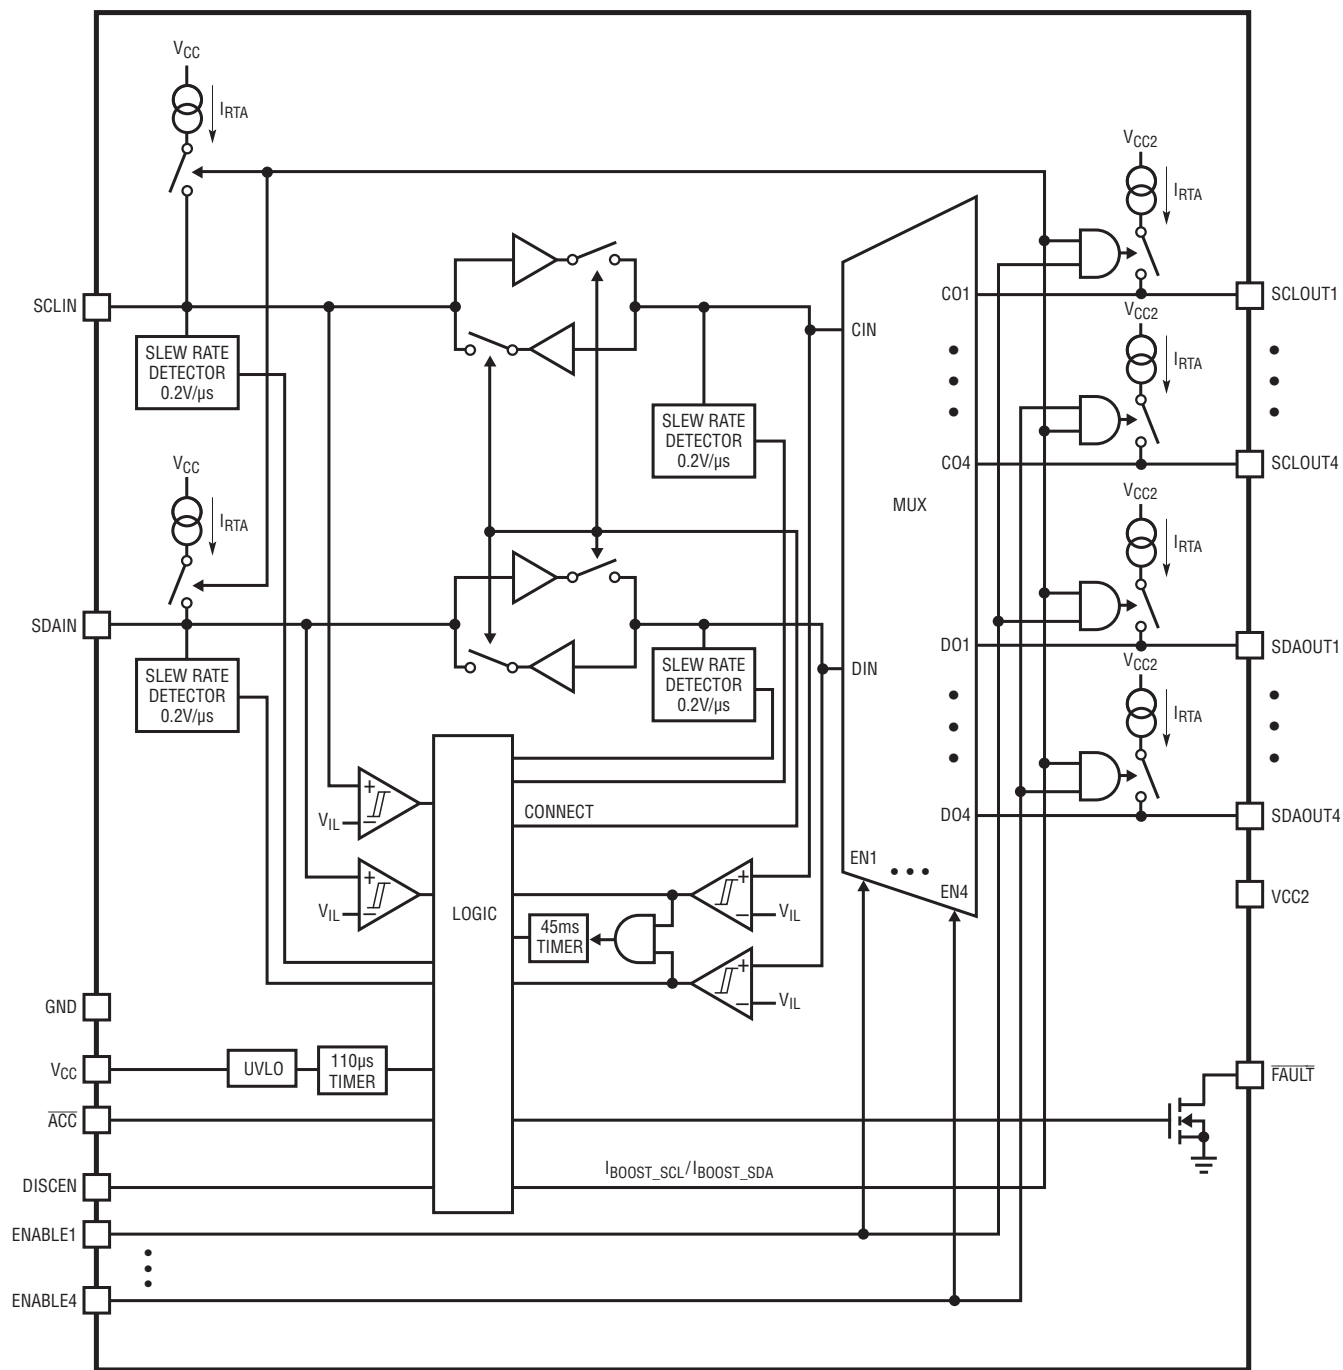 VCC
IRTA
VCC2
IRTA
SCLIN
CO1
SCLOUT1
VCC2
CIN
SLEW RATE
DETECTOR
0.2V/µs
IRTA
SLEW RATE
DETECTOR
0.2V/µs
VCC
CO4
SCLOUT4
VCC2
MUX
IRTA
IRTA
SDAIN
DO1
SDAOUT1
VCC2
DIN
SLEW RATE
DETECTOR
0.2V/µs
SLEW RATE
DETECTOR
0.2V/µs
IRTA
+
VIL
−
CONNECT
DO4
SDAOUT4
EN1
EN4
+
VIL
−
+
−
VIL
VCC2
LOGIC
45ms
TIMER
+
−
VIL
GND
VCC
UVLO
110µs
TIMER
FAULT
ACC
DISCEN
IBOOST_SCL/IBOOST_SDA
ENABLE1
ENABLE4